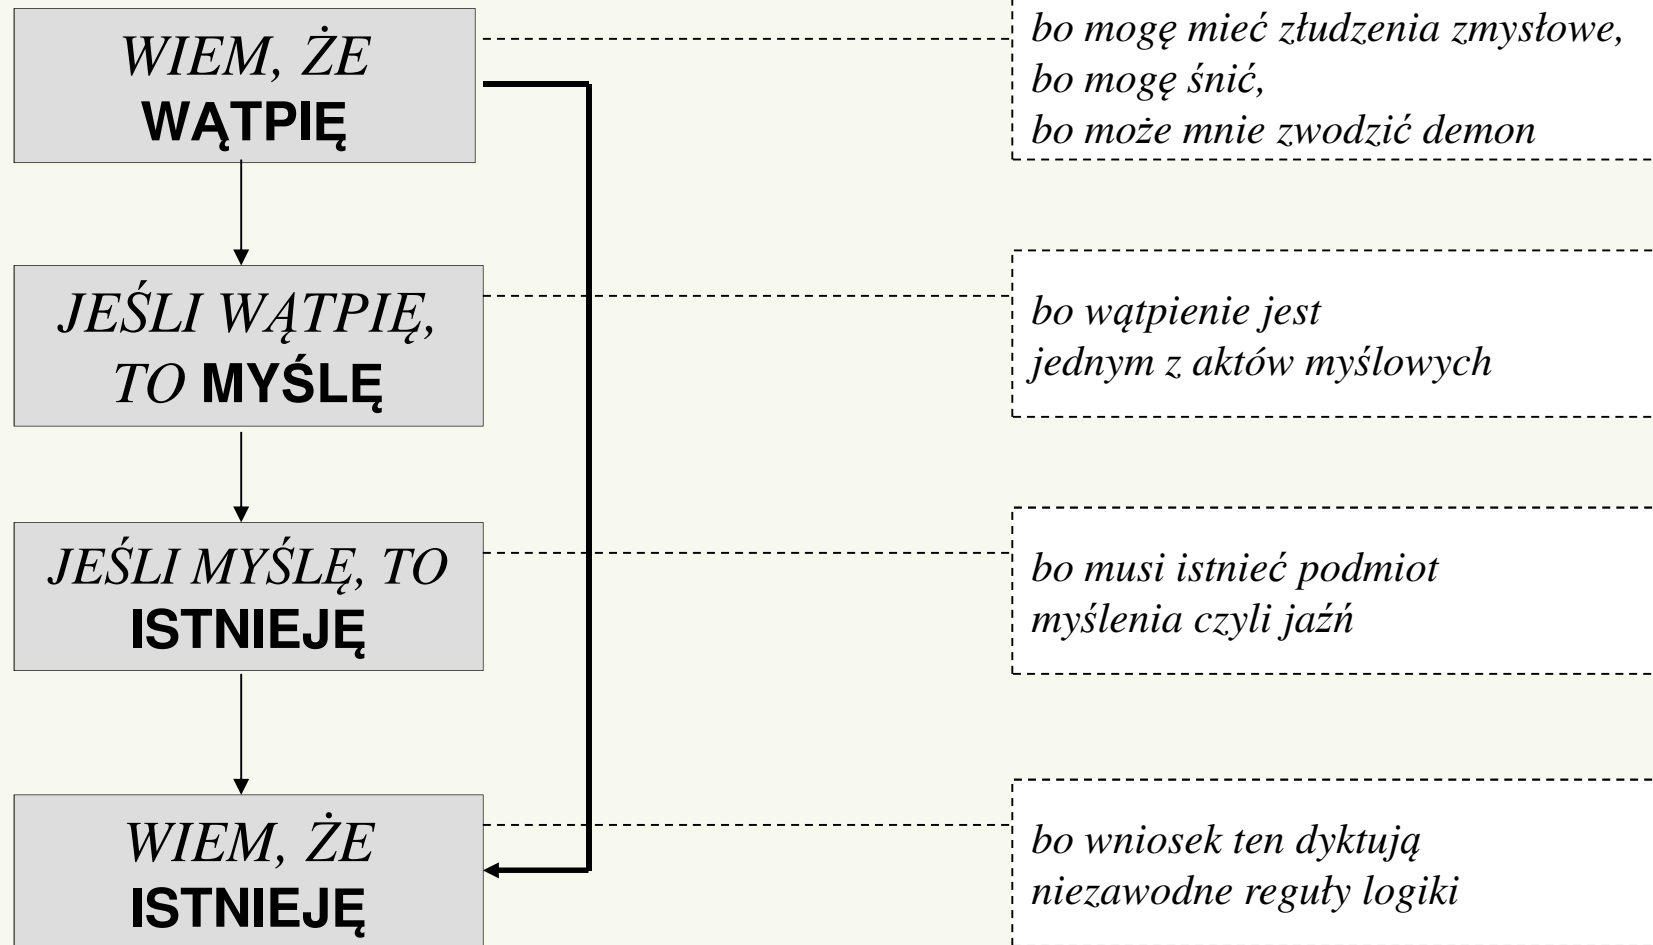 WIEM, ŻE
WĄTPIĘ
bo mogę mieć złudzenia zmysłowe,
bo mogę śnić,
bo może mnie zwodzić demon
JEŚLI WĄTPIĘ,
TO MYŚLĘ
bo wątpienie jest
jednym z aktów myślowych
JEŚLI MYŚLĘ, TO
ISTNIEJĘ
bo musi istnieć podmiot
myślenia czyli jaźń
WIEM, ŻE
ISTNIEJĘ
bo wniosek ten dyktują
niezawodne reguły logiki